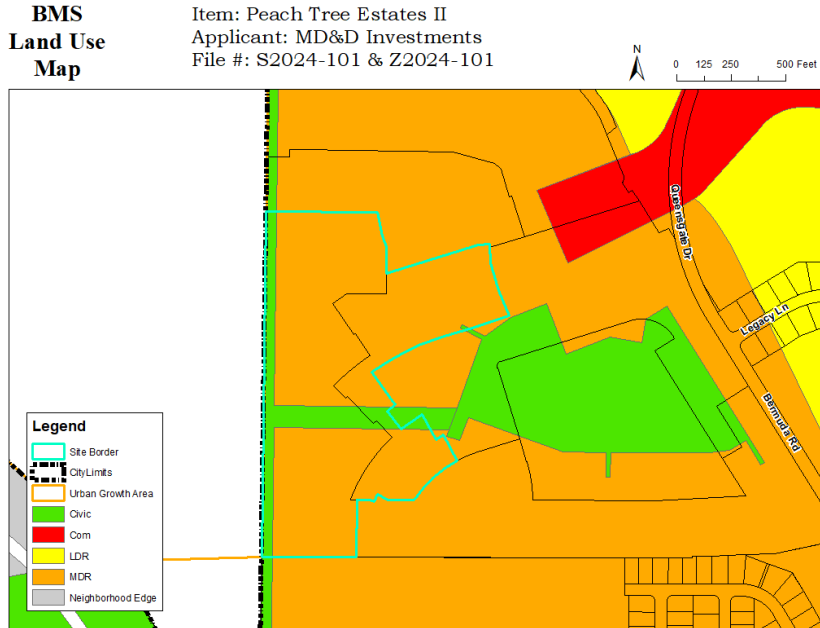 BMS
Land Use
Map
Item: Peach Tree Estates II
Applicant: MD&D Investments
File #: S2024-101 & Z2024-101
N
0 125 250 500 Feet
Queensgate Dr
Legacy Ln
Bermuda Rd
Legend
Site Border
CityLimits
Urban Growth Area
Civic
Com
LDR
MDR
Neighborhood Edge